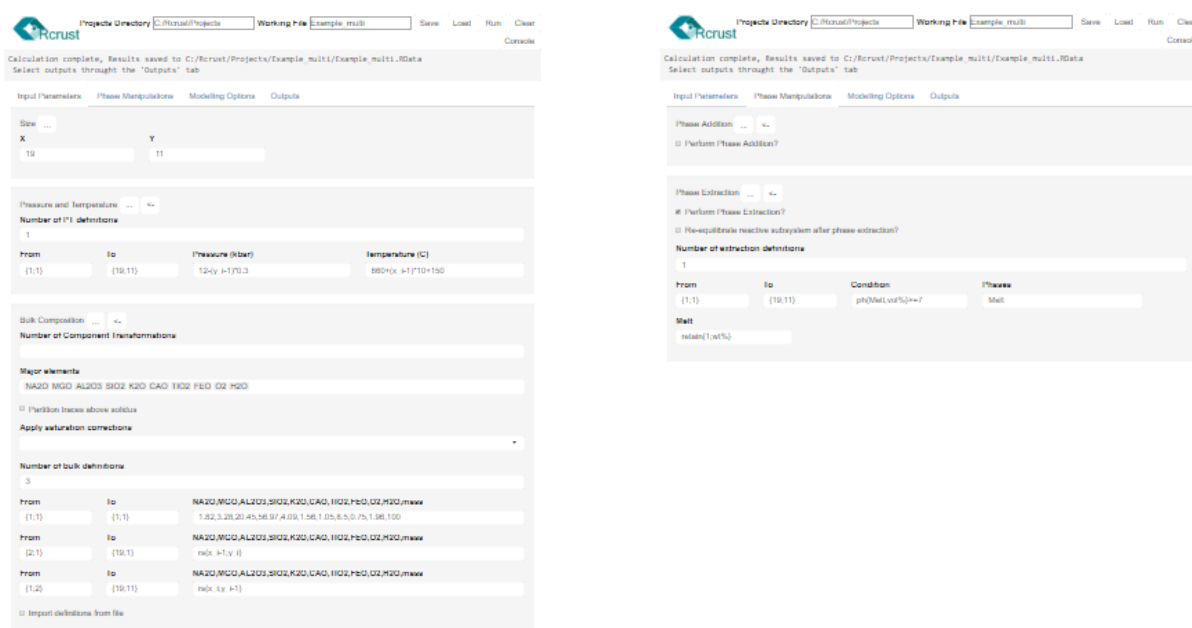 Rcrust
Projects Directory C:/Rcrust/Projects Working File Example_multi Save Load Run Clear
Console
Calculation complete, Results saved to C:/Rcrust/Projects/Example_multi/Example_multi.RData
Select outputs throught the 'Outputs' tab
Input Parameters Phase Manipulations Modelling Options Outputs
Size ...
X Y
19 11
Pressure and Temperature ... <-
Number of PT definitions
1
From To Pressure (kbar) Temperature (C)
{1;1} {19;11} 12-(y_i-1)*0.3 660+(x_i-1)*10+150
Bulk Composition ... <-
Number of Component Transformations
Major elements
NA2O MGO AL2O3 SIO2 K2O CAO TIO2 FEO O2 H2O
Partition traces above solidus
Apply saturation corrections
Number of bulk definitions
3
From To NA2O,MGO,AL2O3,SIO2,K2O,CAO,TIO2,FEO,O2,H2O,mass
{1;1} {1;1} 1.82,3.28,20.45,56.97,4.09,1.56,1.05,8.5,0.75,1.96,100
From To NA2O,MGO,AL2O3,SIO2,K2O,CAO,TIO2,FEO,O2,H2O,mass
{2;1} {19;1} rs{x_i-1;y_i}
From To NA2O,MGO,AL2O3,SIO2,K2O,CAO,TIO2,FEO,O2,H2O,mass
{1;2} {19;11} rs{x_i;y_i-1}
Import definitions from file
Rcrust
Projects Directory C:/Rcrust/Projects Working File Example_multi Save Load Run Clear
Consol
Calculation complete, Results saved to C:/Rcrust/Projects/Example_multi/Example_multi.RData
Select outputs throught the 'Outputs' tab
Input Parameters Phase Manipulations Modelling Options Outputs
Phase Addition ... <-
Perform Phase Addition?
Phase Extraction ... <-
Perform Phase Extraction?
Re-equilibrate reactive subsystem after phase extraction?
Number of extraction definitions
1
From To Condition Phases
{1;1} {19;11} ph{Melt;vol%}>=7 Melt
Melt
retain{1;wt%}